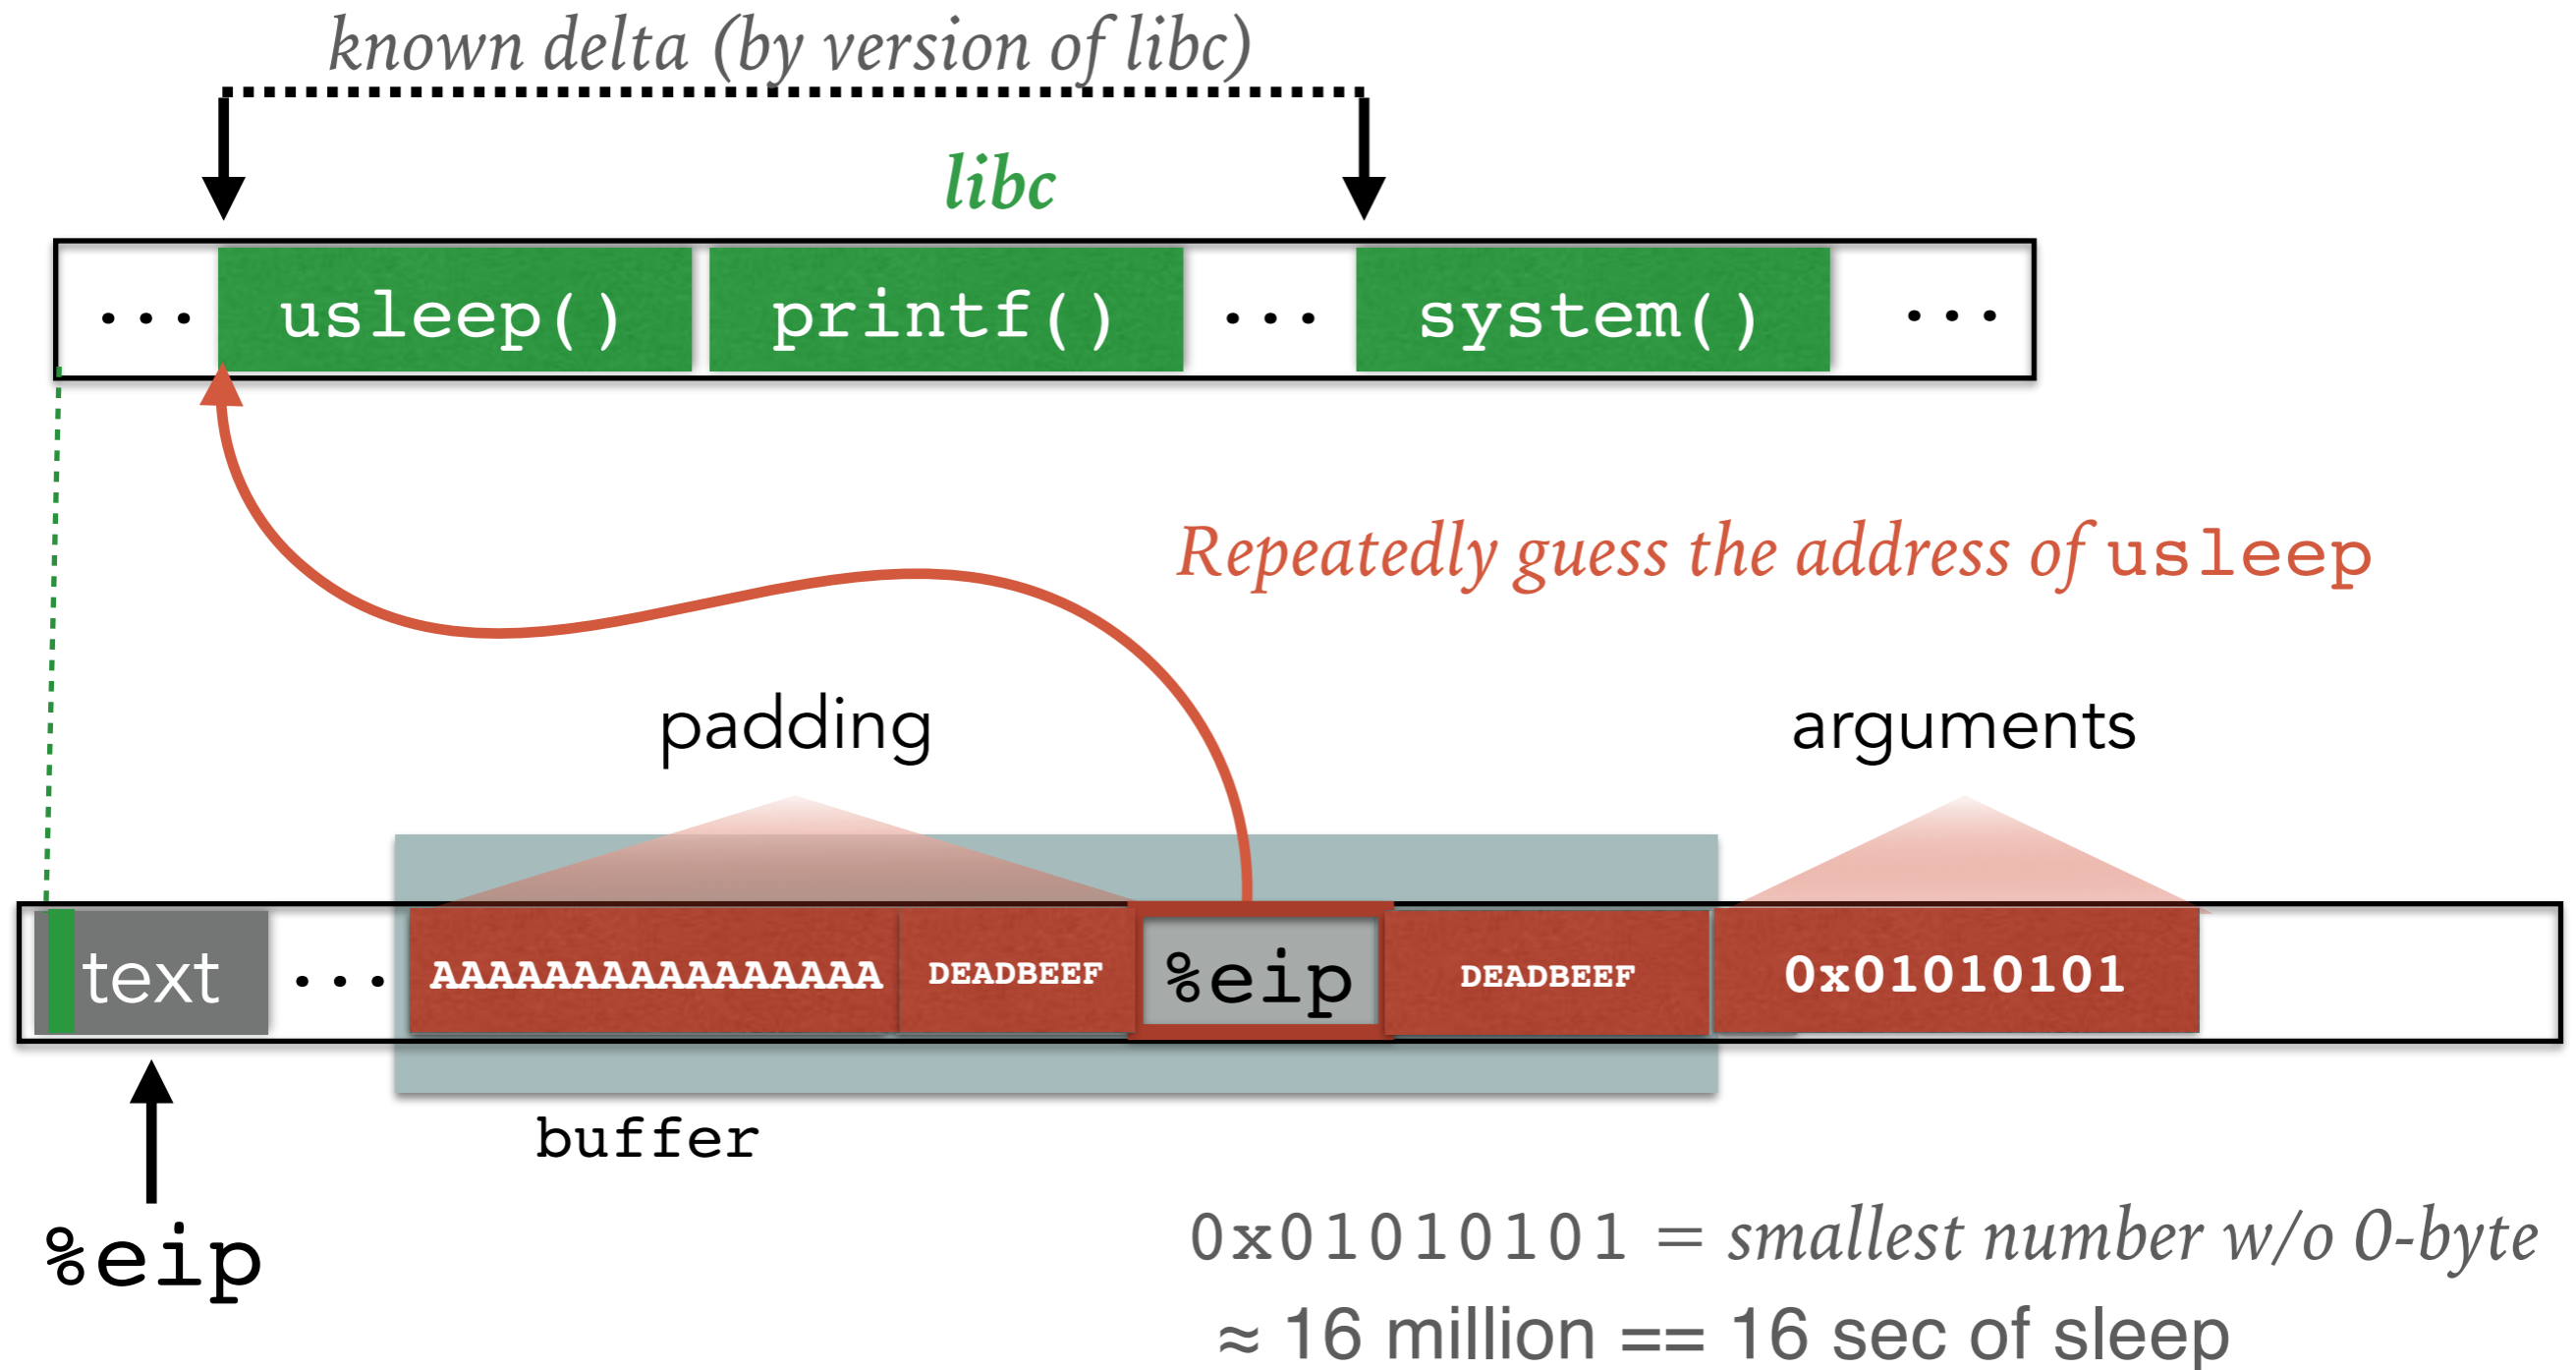 known delta (by version of libc)
libc
... usleep() printf() ... system() ...
Repeatedly guess the address of usleep
padding
arguments
text ... AAAAAAAAAAAAAAAA DEADBEEF %eip DEADBEEF 0x01010101
buffer
%eip
0x01010101 = smallest number w/o 0-byte
≈ 16 million == 16 sec of sleep